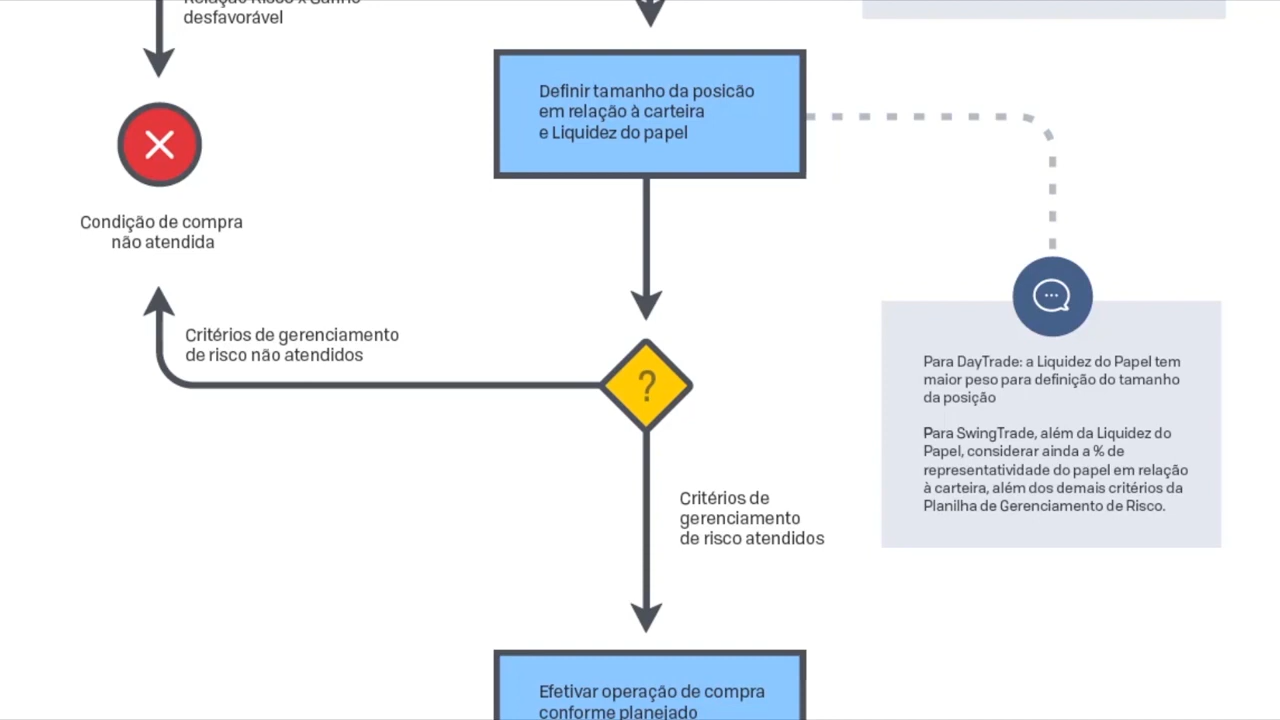 desfavorável
Definir tamanho da posicão
em relação à carteira
e Liquidez do papel
Condição de compra
não atendida
Critérios de gerenciamento
de risco não atendidos
?
Para DayTrade: a Liquidez do Papel tem
maior peso para definição do tamanho
da posição
Para SwingTrade, além da Liquidez do
Papel, considerar ainda a % de
representatividade do papel em relação
à carteira, além dos demais critérios da
Planilha de Gerenciamento de Risco.
Critérios de
gerenciamento
de risco atendidos
Efetivar operação de compra
conforme planejado